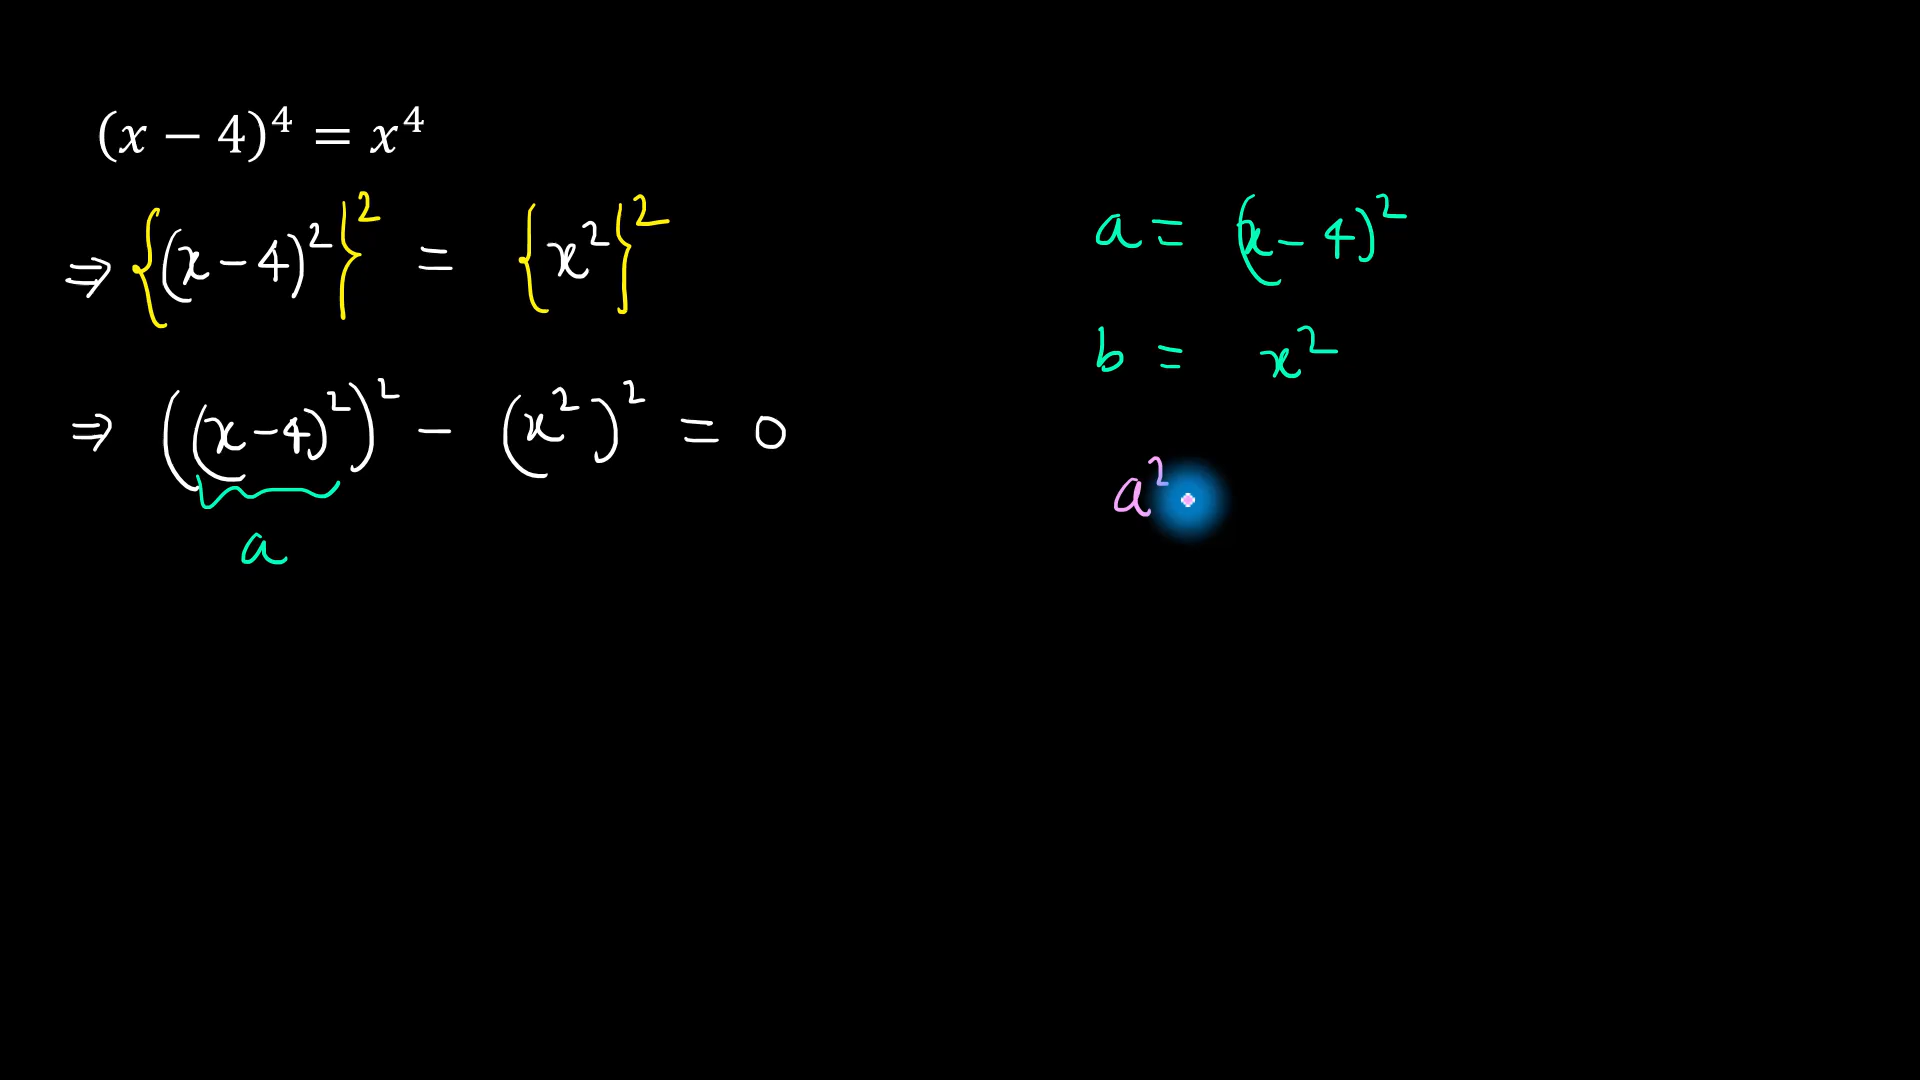 (x − 4)⁴ = x⁴
⇒ {(x − 4)²}² = {x²}²
⇒ ((x − 4)²)² − (x²)² = 0
a
a = (x − 4)²
b = x²
a²